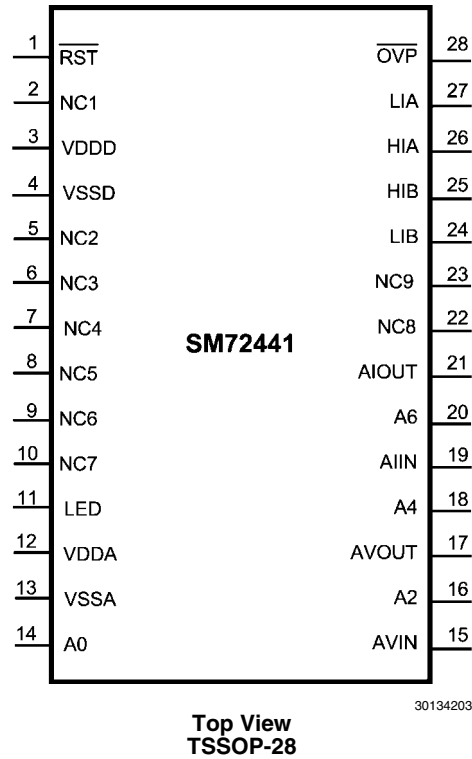 1 R̅S̅T̅
2 NC1
3 VDDD
4 VSSD
5 NC2
6 NC3
7 NC4
8 NC5
9 NC6
10 NC7
11 LED
12 VDDA
13 VSSA
14 A0
SM72441
O̅V̅P̅ 28
LIA 27
HIA 26
HIB 25
LIB 24
NC9 23
NC8 22
AIOUT 21
A6 20
AIIN 19
A4 18
AVOUT 17
A2 16
AVIN 15
30134203
Top View
TSSOP-28